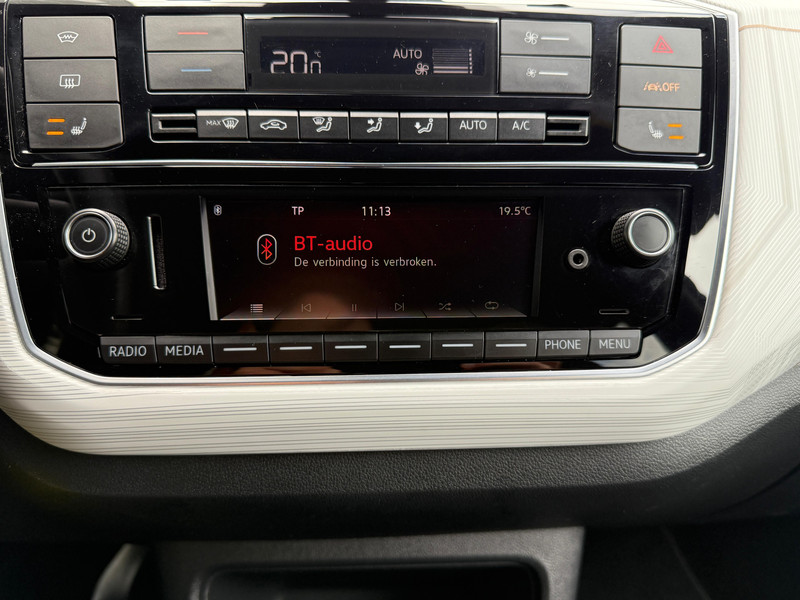 20.0 °C
AUTO
OFF
MAX
AUTO
A/C
TP 11:13 19.5°C
BT-audio
De verbinding is verbroken.
RADIO MEDIA PHONE MENU